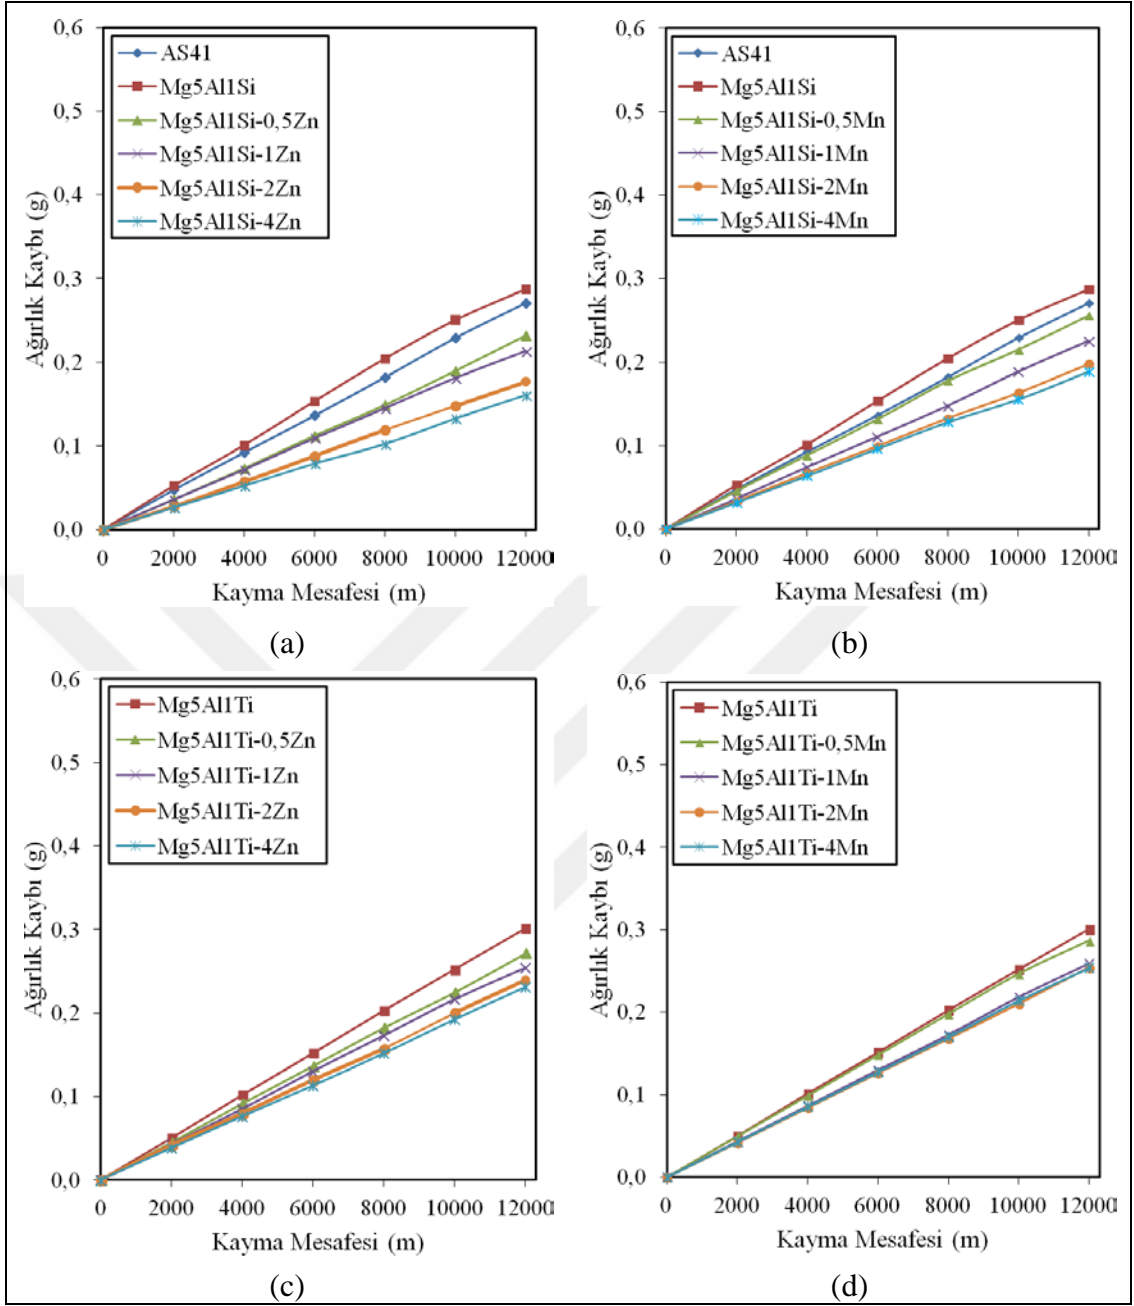 0,6
0,5
0,4
0,3
0,2
0,1
0,0
Ağırlık Kaybı (g)
AS41
Mg5Al1Si
Mg5Al1Si-0,5Zn
Mg5Al1Si-1Zn
Mg5Al1Si-2Zn
Mg5Al1Si-4Zn
0 2000 4000 6000 8000 10000 12000
Kayma Mesafesi (m)
(a)
0,6
0,5
0,4
0,3
0,2
0,1
0,0
Ağırlık Kaybı (g)
AS41
Mg5Al1Si
Mg5Al1Si-0,5Mn
Mg5Al1Si-1Mn
Mg5Al1Si-2Mn
Mg5Al1Si-4Mn
0 2000 4000 6000 8000 10000 12000
Kayma Mesafesi (m)
(b)
0,6
0,5
0,4
0,3
0,2
0,1
0,0
Ağırlık Kaybı (g)
Mg5Al1Ti
Mg5Al1Ti-0,5Zn
Mg5Al1Ti-1Zn
Mg5Al1Ti-2Zn
Mg5Al1Ti-4Zn
0 2000 4000 6000 8000 10000 12000
Kayma Mesafesi (m)
(c)
0,6
0,5
0,4
0,3
0,2
0,1
0,0
Ağırlık Kaybı (g)
Mg5Al1Ti
Mg5Al1Ti-0,5Mn
Mg5Al1Ti-1Mn
Mg5Al1Ti-2Mn
Mg5Al1Ti-4Mn
0 2000 4000 6000 8000 10000 12000
Kayma Mesafesi (m)
(d)